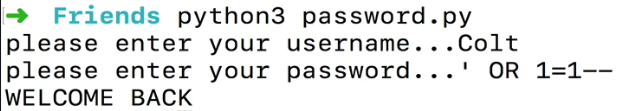 ➜  Friends python3 password.py
please enter your username...Colt
please enter your password...' OR 1=1--
WELCOME BACK